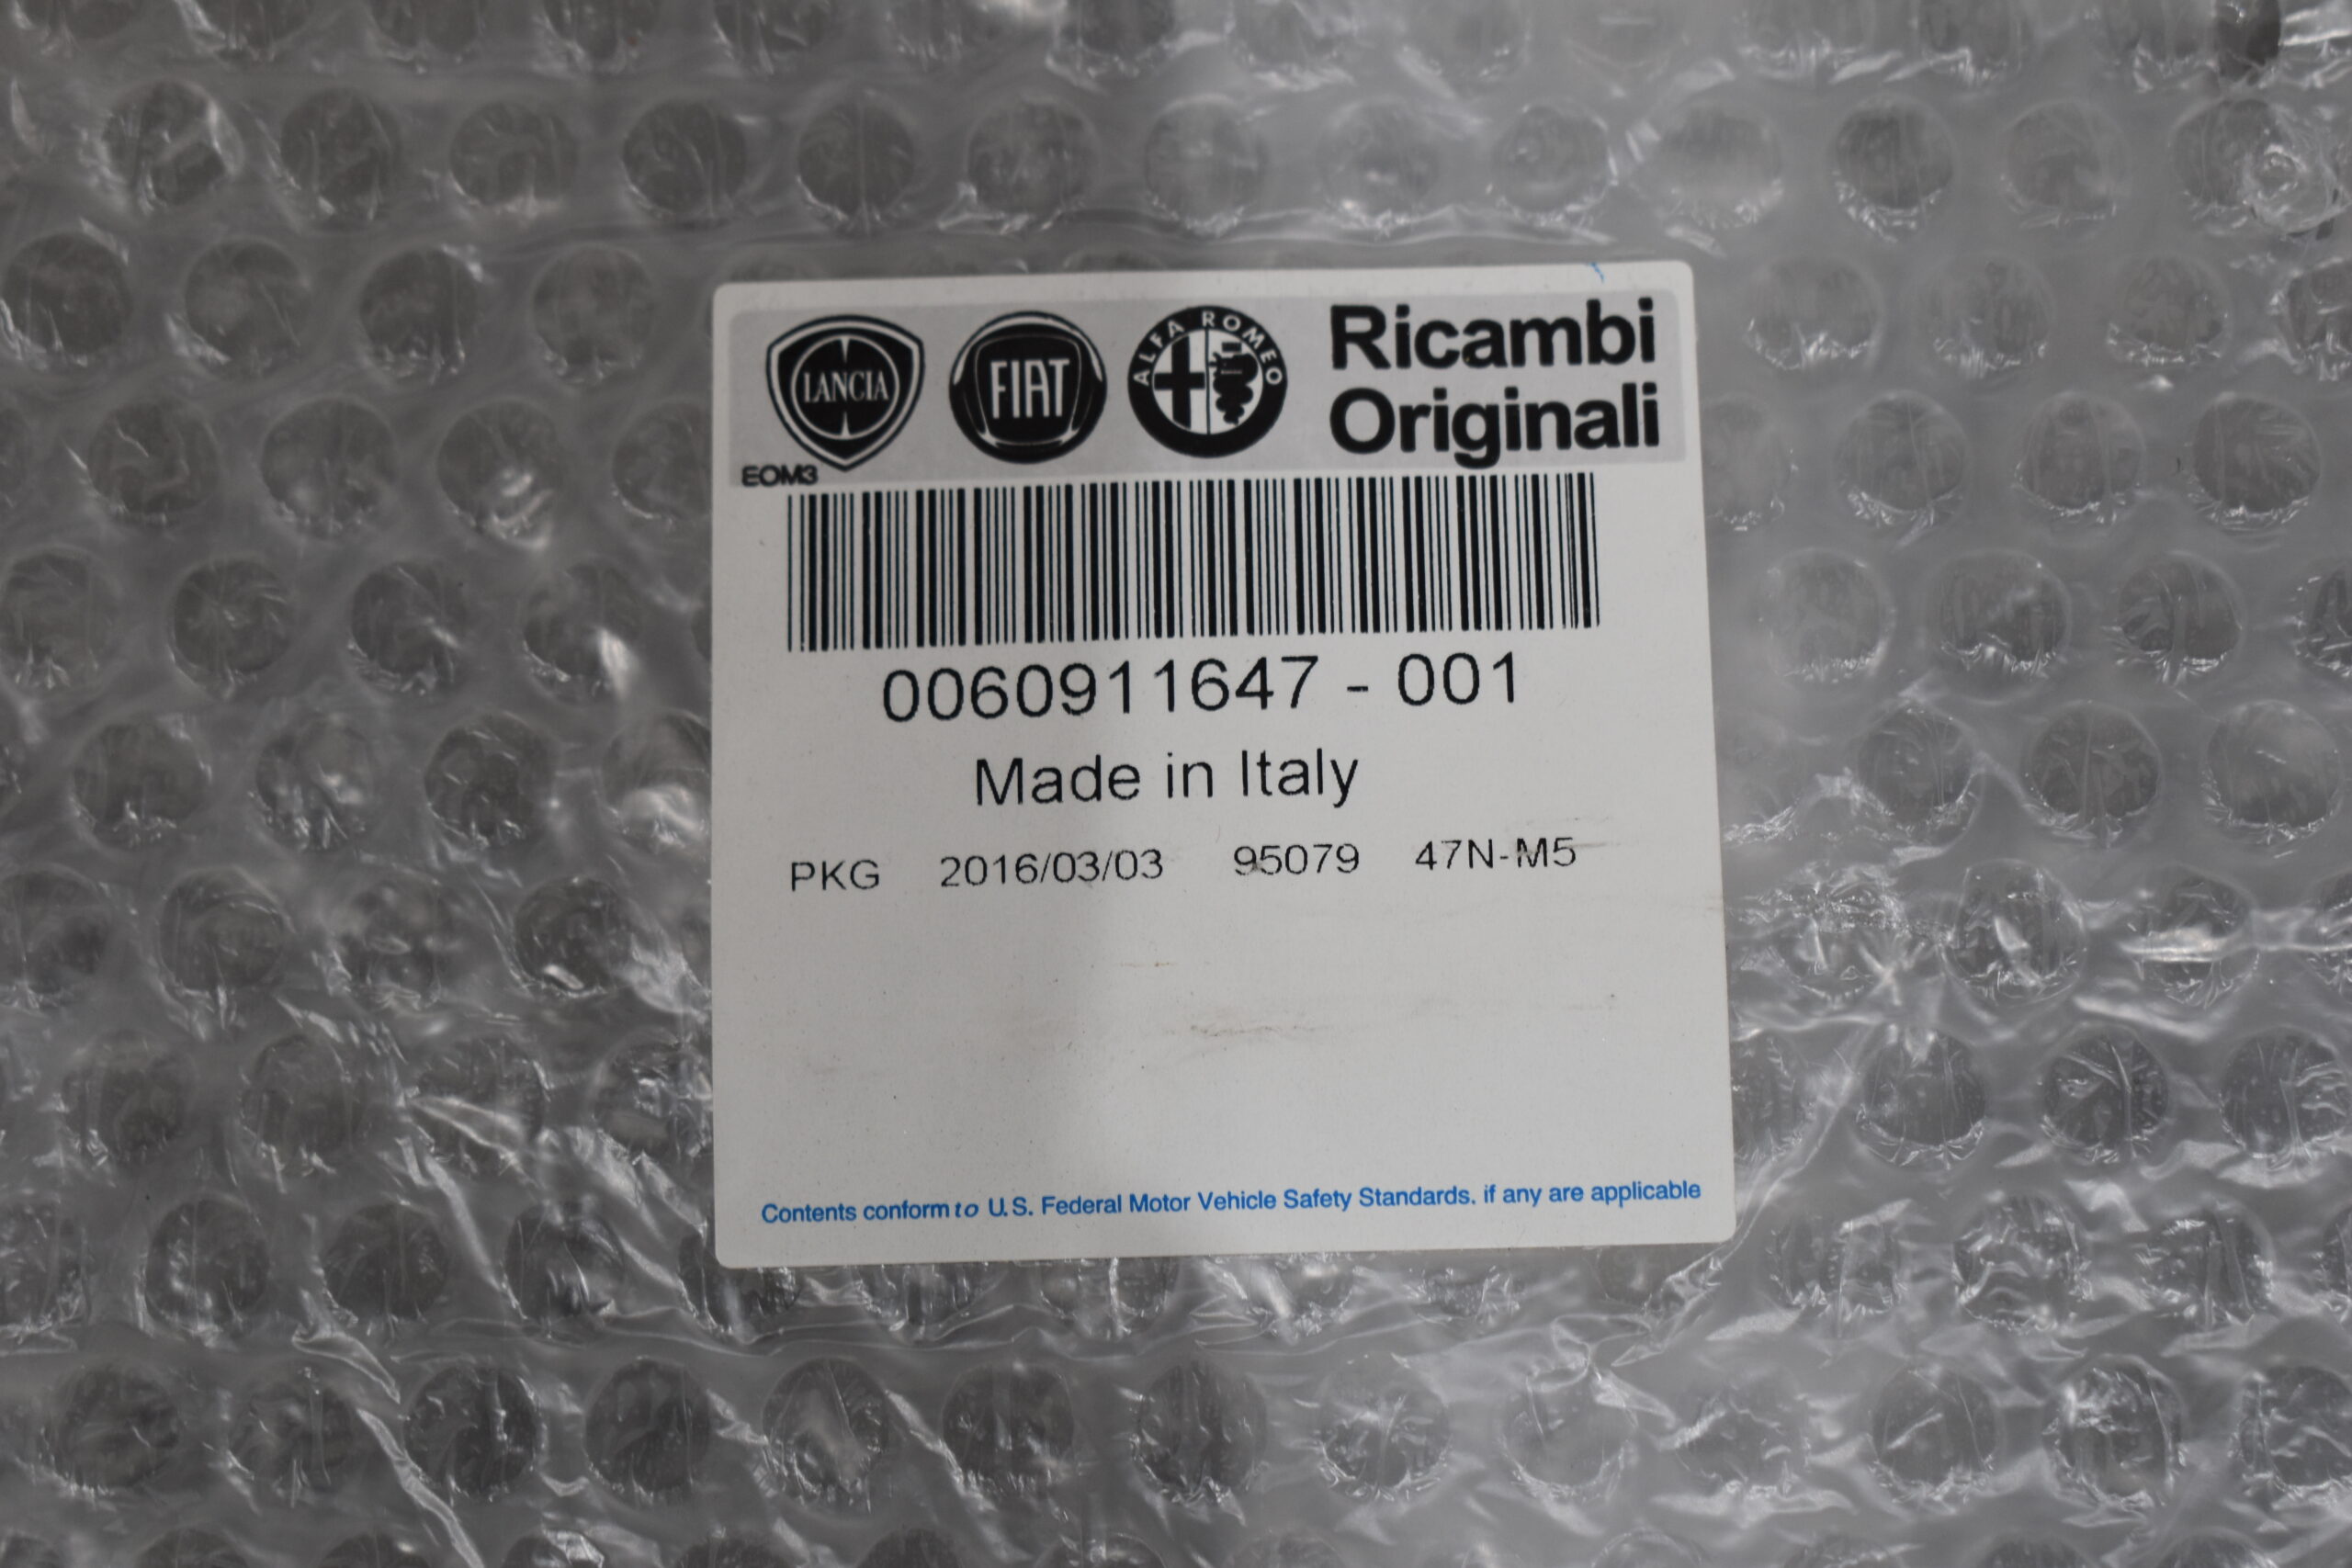 LANCIA FIAT ALFA ROMEO Ricambi
Originali
EOM3
0060911647 - 001
Made in Italy
PKG 2016/03/03 95079 47N-M5
Contents conform to U.S. Federal Motor Vehicle Safety Standards. if any are applicable